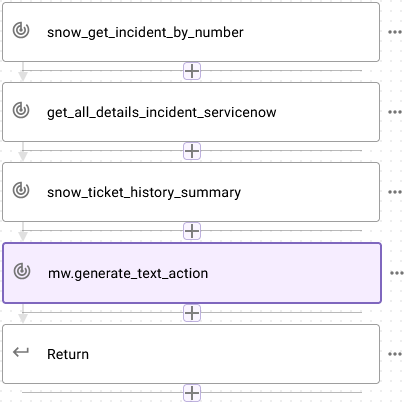 snow_get_incident_by_number
get_all_details_incident_servicenow
snow_ticket_history_summary
mw.generate_text_action
Return